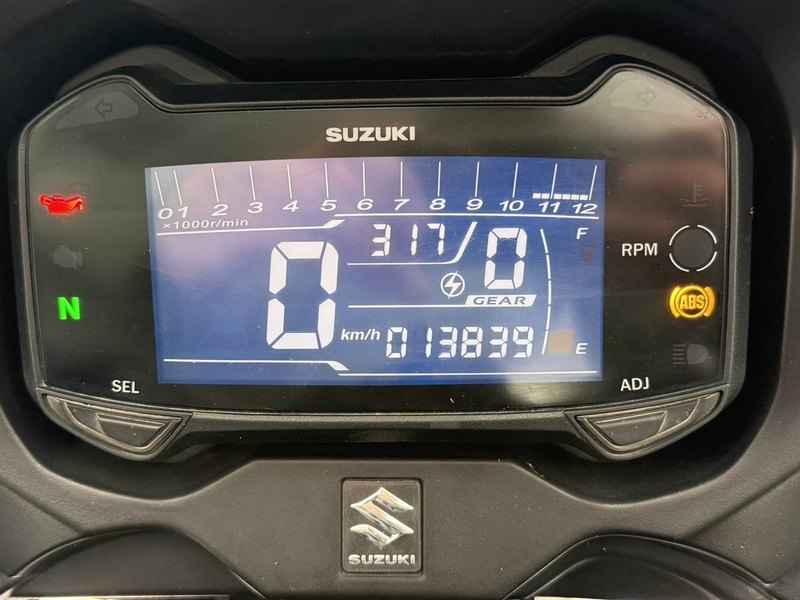 SUZUKI
0 1 2 3 4 5 6 7 8 9 10 11 12
×1000r/min
317 0 F
RPM
N
ABS
GEAR
0 km/h 013839 E
SEL ADJ
SUZUKI